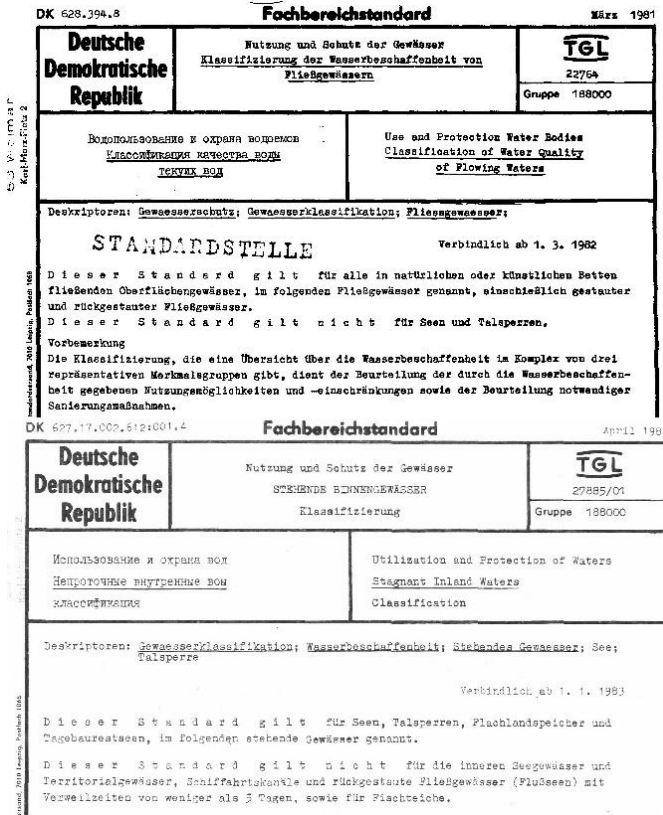 DK 628.394.8
Fachbereichstandard
März 1981
Deutsche
Demokratische
Republik
Nutzung und Schutz der Gewässer
Klassifizierung der Wasserbeschaffenheit von
Fließgewässern
TGL
22764
Gruppe 188000
Karl-Marx-Platz 2
Водопользование и охрана водоемов
Классификация качества воды
текуих вод
Use and Protection Water Bodies
Classification of Water Quality
of Flowing Waters
Deskriptoren: Gewaesserschutz; Gewaesserklassifikation; Fliessgewaesser;
STANDARDSTELLE
Verbindlich ab 1. 3. 1982
Dieser Standard gilt für alle in natürlichen oder künstlichen Betten
fließenden Oberflächengewässer, im folgenden Fließgewässer genannt, einschießlich gestauter
und rückgestauter Fließgewässer.
Dieser Standard gilt nicht für Seen und Talsperren.
Vorbemerkung
Die Klassifizierung, die eine Übersicht über die Wasserbeschaffenheit im Komplex von drei
repräsentativen Merkmalsgruppen gibt, dient der Beurteilung der durch die Wasserbeschaffen-
heit gegebenen Nutzungsmöglichkeiten und -einschränkungen sowie der Beurteilung notwendiger
Sanierungsmaßnahmen.
DK 627.17.002.612:001.4
Fachbereichstandard
April 198
Deutsche
Demokratische
Republik
Nutzung und Schutz der Gewässer
STEHENDE BINNENGEWÄSSER
Klassifizierung
TGL
27885/01
Gruppe 188000
Использование и охрана вод
Непроточные внутренные воы
классификация
Utilization and Protection of Waters
Stagnant Inland Waters
Classification
Deskriptoren: Gewaesserklassifikation; Wasserbeschaffenheit; Stehendes Gewaesser; See;
Talsperre
Verbindlich ab 1. 1. 1983
Dieser Standard gilt für Seen, Talsperren, Flachlandspeicher und
Tagebaurestseen, im folgenden stehende Gewässer genannt.
Dieser Standard gilt nicht für die inneren Seegewässer und
Territorialgewässer, Schiffahrtskanäle und rückgestaute Fließgewässer (Flußseen) mit
Verweilzeiten von weniger als 5 Tagen, sowie für Fischteiche.